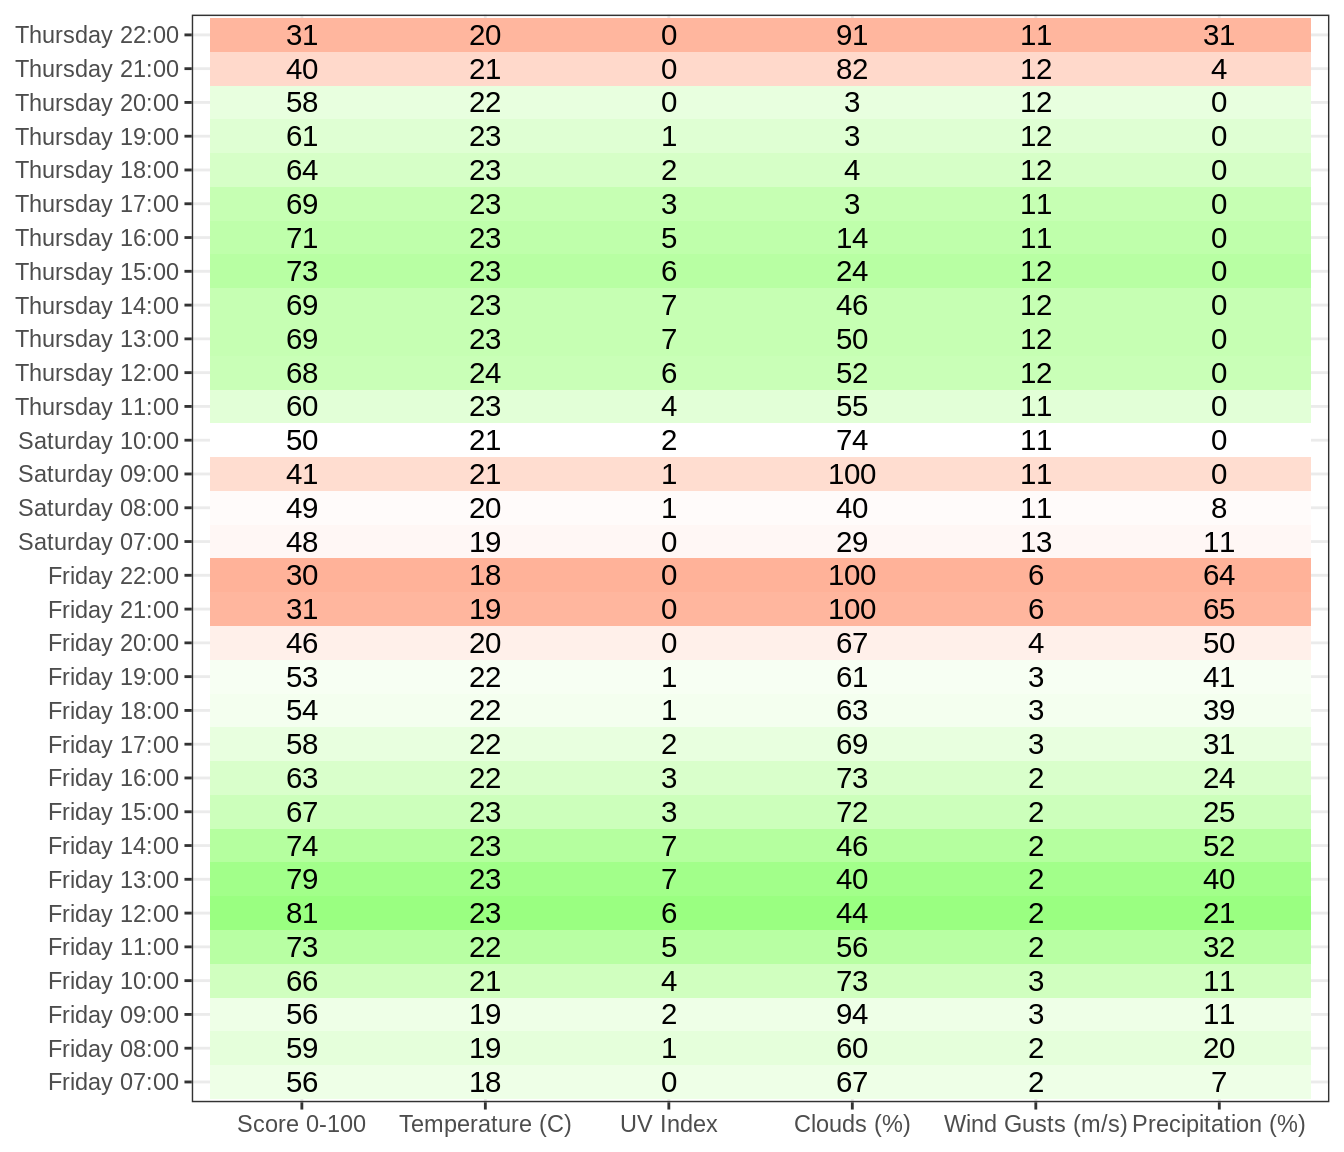 Thursday 22:00 31 20 0 91 11 31
Thursday 21:00 40 21 0 82 12 4
Thursday 20:00 58 22 0 3 12 0
Thursday 19:00 61 23 1 3 12 0
Thursday 18:00 64 23 2 4 12 0
Thursday 17:00 69 23 3 3 11 0
Thursday 16:00 71 23 5 14 11 0
Thursday 15:00 73 23 6 24 12 0
Thursday 14:00 69 23 7 46 12 0
Thursday 13:00 69 23 7 50 12 0
Thursday 12:00 68 24 6 52 12 0
Thursday 11:00 60 23 4 55 11 0
Saturday 10:00 50 21 2 74 11 0
Saturday 09:00 41 21 1 100 11 0
Saturday 08:00 49 20 1 40 11 8
Saturday 07:00 48 19 0 29 13 11
Friday 22:00 30 18 0 100 6 64
Friday 21:00 31 19 0 100 6 65
Friday 20:00 46 20 0 67 4 50
Friday 19:00 53 22 1 61 3 41
Friday 18:00 54 22 1 63 3 39
Friday 17:00 58 22 2 69 3 31
Friday 16:00 63 22 3 73 2 24
Friday 15:00 67 23 3 72 2 25
Friday 14:00 74 23 7 46 2 52
Friday 13:00 79 23 7 40 2 40
Friday 12:00 81 23 6 44 2 21
Friday 11:00 73 22 5 56 2 32
Friday 10:00 66 21 4 73 3 11
Friday 09:00 56 19 2 94 3 11
Friday 08:00 59 19 1 60 2 20
Friday 07:00 56 18 0 67 2 7
Score 0-100 Temperature (C) UV Index Clouds (%) Wind Gusts (m/s) Precipitation (%)